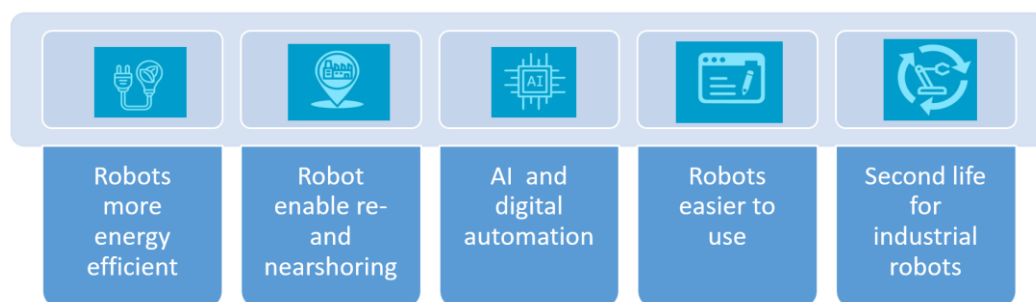 AI
Robots
more
energy
efficient
Robot
enable re-
and
nearshoring
AI and
digital
automation
Robots
easier to
use
Second life
for
industrial
robots